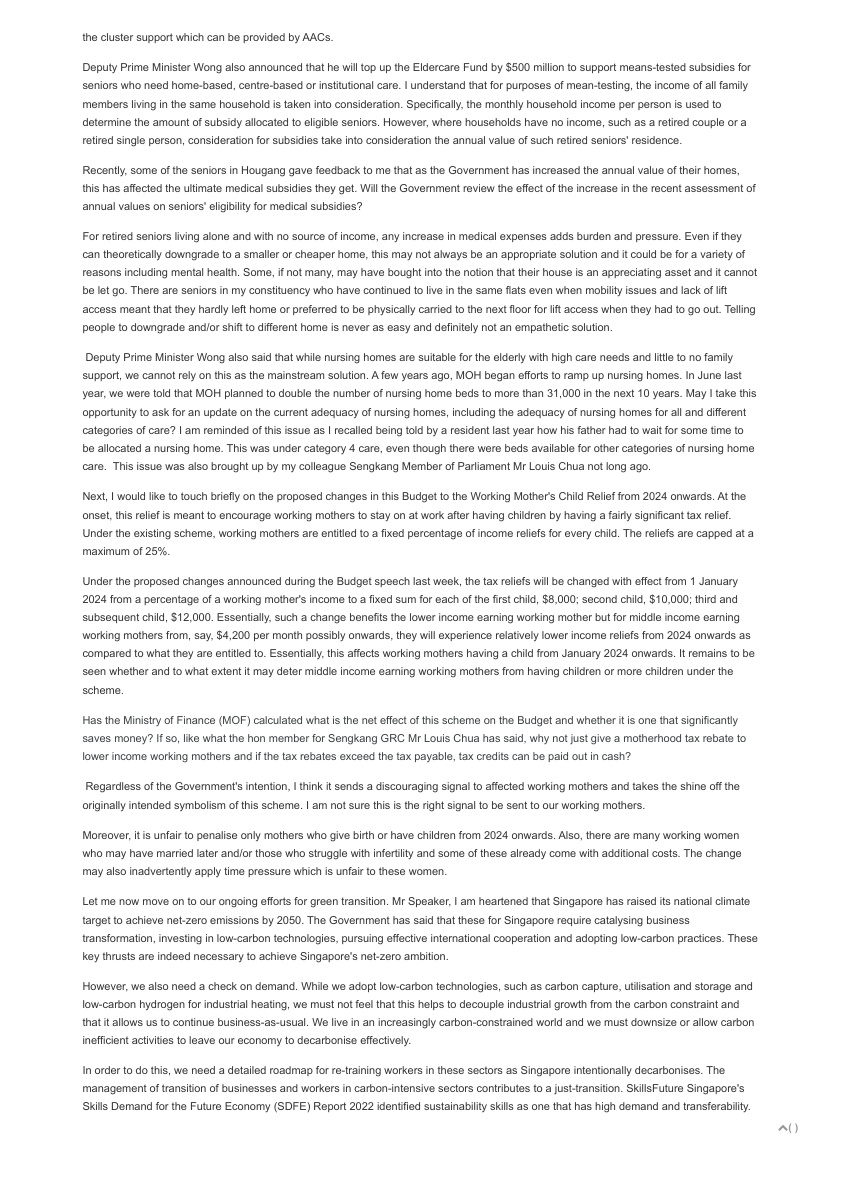 the cluster support which can be provided by AACs.
Deputy Prime Minister Wong also announced that he will top up the Eldercare Fund by $500 million to support means-tested subsidies for
seniors who need home-based, centre-based or institutional care. I understand that for purposes of mean-testing, the income of all family
members living in the same household is taken into consideration. Specifically, the monthly household income per person is used to
determine the amount of subsidy allocated to eligible seniors. However, where households have no income, such as a retired couple or a
retired single person, consideration for subsidies take into consideration the annual value of such retired seniors' residence.
Recently, some of the seniors in Hougang gave feedback to me that as the Government has increased the annual value of their homes,
this has affected the ultimate medical subsidies they get. Will the Government review the effect of the increase in the recent assessment of
annual values on seniors' eligibility for medical subsidies?
For retired seniors living alone and with no source of income, any increase in medical expenses adds burden and pressure. Even if they
can theoretically downgrade to a smaller or cheaper home, this may not always be an appropriate solution and it could be for a variety of
reasons including mental health. Some, if not many, may have bought into the notion that their house is an appreciating asset and it cannot
be let go. There are seniors in my constituency who have continued to live in the same flats even when mobility issues and lack of lift
access meant that they hardly left home or preferred to be physically carried to the next floor for lift access when they had to go out. Telling
people to downgrade and/or shift to different home is never as easy and definitely not an empathetic solution.
Deputy Prime Minister Wong also said that while nursing homes are suitable for the elderly with high care needs and little to no family
support, we cannot rely on this as the mainstream solution. A few years ago, MOH began efforts to ramp up nursing homes. In June last
year, we were told that MOH planned to double the number of nursing home beds to more than 31,000 in the next 10 years. May I take this
opportunity to ask for an update on the current adequacy of nursing homes, including the adequacy of nursing homes for all and different
categories of care? I am reminded of this issue as I recalled being told by a resident last year how his father had to wait for some time to
be allocated a nursing home. This was under category 4 care, even though there were beds available for other categories of nursing home
care. This issue was also brought up by my colleague Sengkang Member of Parliament Mr Louis Chua not long ago.
Next, I would like to touch briefly on the proposed changes in this Budget to the Working Mother's Child Relief from 2024 onwards. At the
onset, this relief is meant to encourage working mothers to stay on at work after having children by having a fairly significant tax relief.
Under the existing scheme, working mothers are entitled to a fixed percentage of income reliefs for every child. The reliefs are capped at a
maximum of 25%.
Under the proposed changes announced during the Budget speech last week, the tax reliefs will be changed with effect from 1 January
2024 from a percentage of a working mother's income to a fixed sum for each of the first child, $8,000; second child, $10,000; third and
subsequent child, $12,000. Essentially, such a change benefits the lower income earning working mother but for middle income earning
working mothers from, say, $4,200 per month possibly onwards, they will experience relatively lower income reliefs from 2024 onwards as
compared to what they are entitled to. Essentially, this affects working mothers having a child from January 2024 onwards. It remains to be
seen whether and to what extent it may deter middle income earning working mothers from having children or more children under the
scheme.
Has the Ministry of Finance (MOF) calculated what is the net effect of this scheme on the Budget and whether it is one that significantly
saves money? If so, like what the hon member for Sengkang GRC Mr Louis Chua has said, why not just give a motherhood tax rebate to
lower income working mothers and if the tax rebates exceed the tax payable, tax credits can be paid out in cash?
Regardless of the Government's intention, I think it sends a discouraging signal to affected working mothers and takes the shine off the
originally intended symbolism of this scheme. I am not sure this is the right signal to be sent to our working mothers.
Moreover, it is unfair to penalise only mothers who give birth or have children from 2024 onwards. Also, there are many working women
who may have married later and/or those who struggle with infertility and some of these already come with additional costs. The change
may also inadvertently apply time pressure which is unfair to these women.
Let me now move on to our ongoing efforts for green transition. Mr Speaker, I am heartened that Singapore has raised its national climate
target to achieve net-zero emissions by 2050. The Government has said that these for Singapore require catalysing business
transformation, investing in low-carbon technologies, pursuing effective international cooperation and adopting low-carbon practices. These
key thrusts are indeed necessary to achieve Singapore's net-zero ambition.
However, we also need a check on demand. While we adopt low-carbon technologies, such as carbon capture, utilisation and storage and
low-carbon hydrogen for industrial heating, we must not feel that this helps to decouple industrial growth from the carbon constraint and
that it allows us to continue business-as-usual. We live in an increasingly carbon-constrained world and we must downsize or allow carbon
inefficient activities to leave our economy to decarbonise effectively.
In order to do this, we need a detailed roadmap for re-training workers in these sectors as Singapore intentionally decarbonises. The
management of transition of businesses and workers in carbon-intensive sectors contributes to a just-transition. SkillsFuture Singapore's
Skills Demand for the Future Economy (SDFE) Report 2022 identified sustainability skills as one that has high demand and transferability.
( )